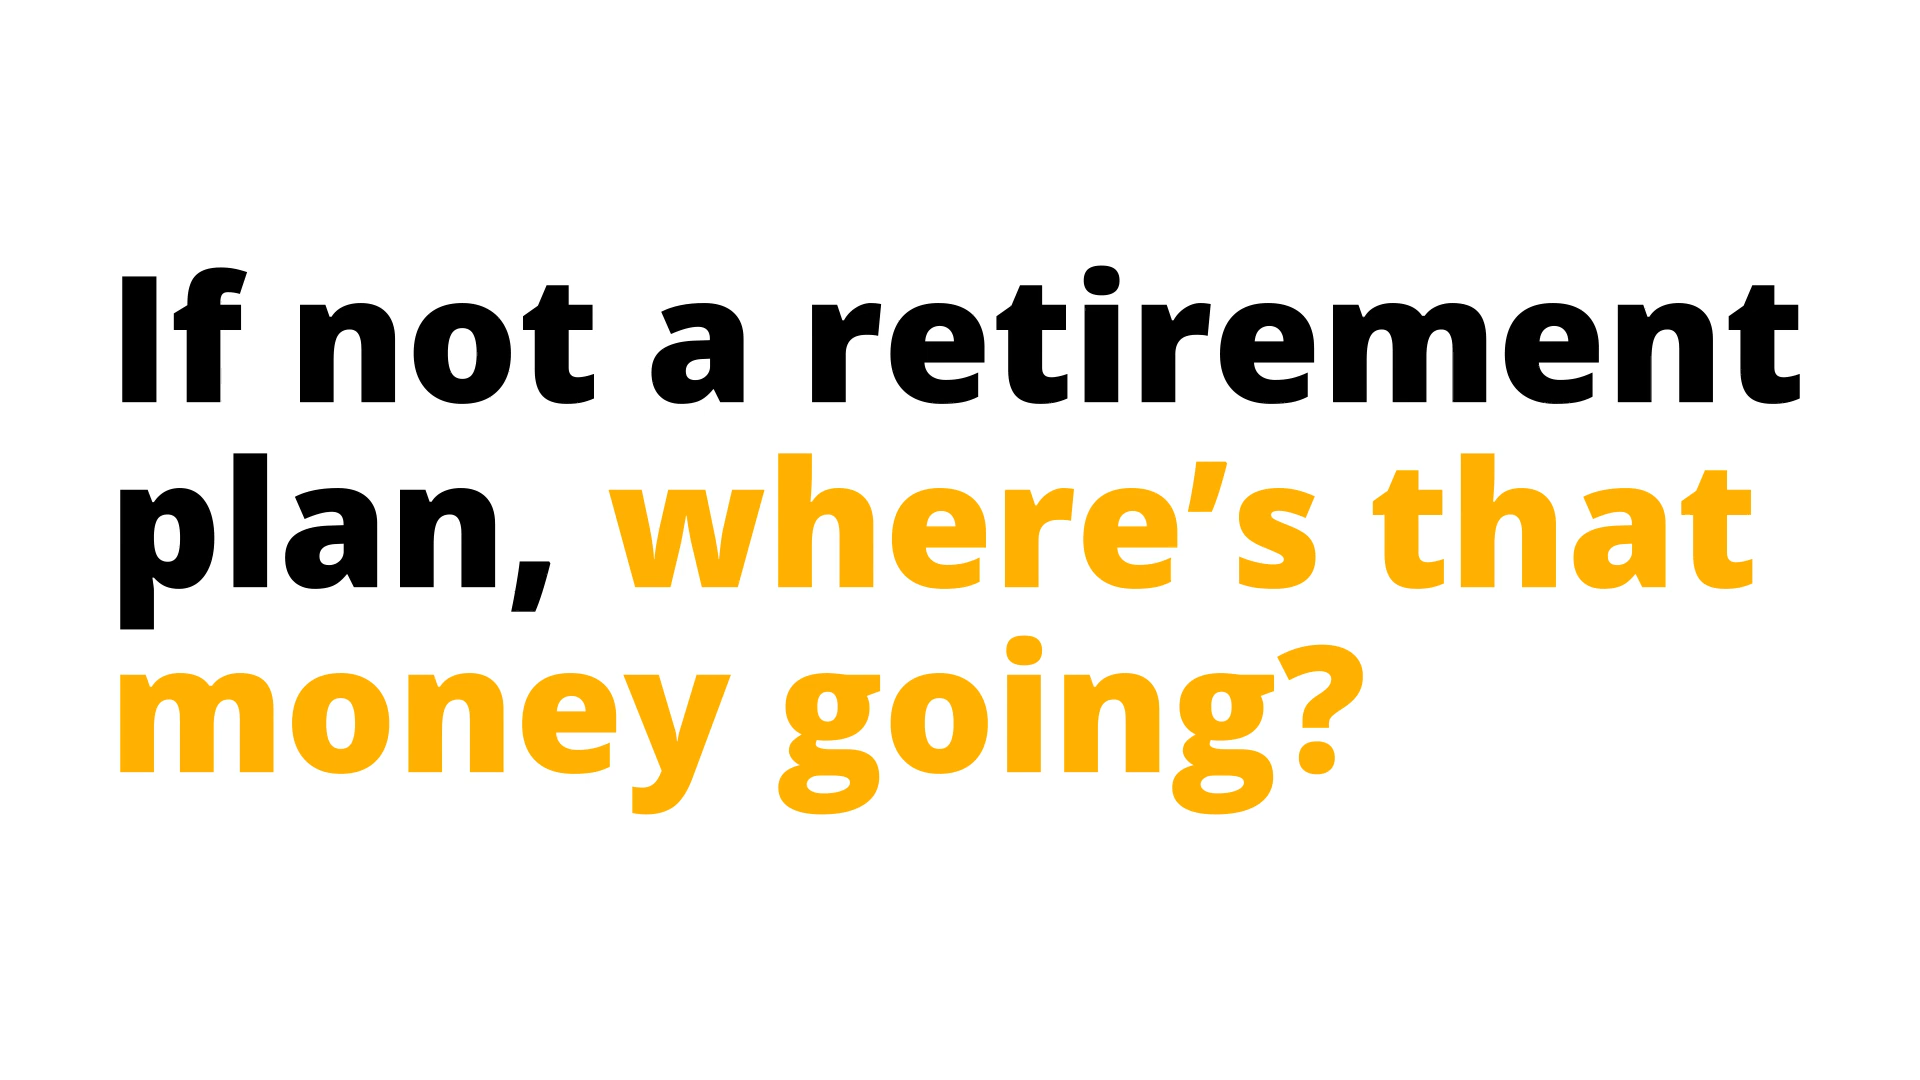 If not a retirement
plan, where’s that
money going?